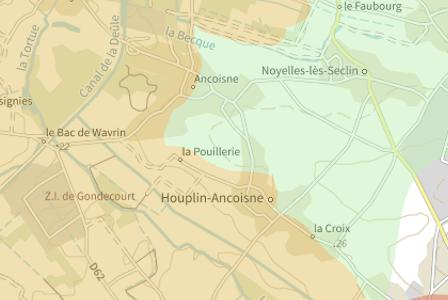 le Faubourg
la Tortue
Canal de la Deûle
la Becque
Noyelles-lès-Seclin
Ancoisne
signies
le Bac de Wavrin
22
la Pouillerie
Z.I. de Gondecourt
Houplin-Ancoisne
la Croix
26
D62